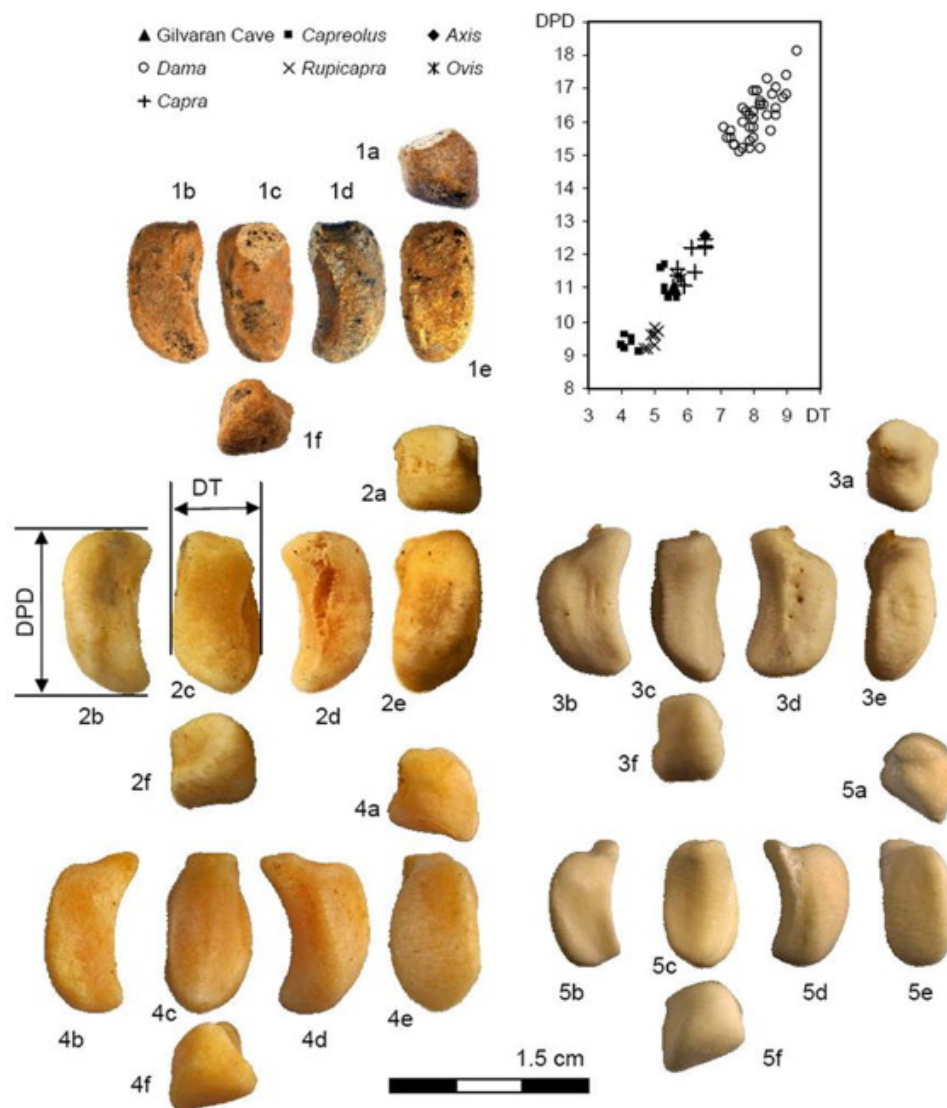 ▲ Gilvaran Cave ■ Capreolus ◆ Axis
○ Dama × Rupicapra ж Ovis
+ Capra
DPD
18
17
16
15
14
13
12
11
10
9
8
3 4 5 6 7 8 9 DT
1a
1b 1c 1d
1e
1f
2a
3a
DT
DPD
2b 2c 2d 2e
3b 3c 3d 3e
2f
3f
4a
5a
4b 4c 4d 4e
5b 5c 5d 5e
4f
5f
1.5 cm